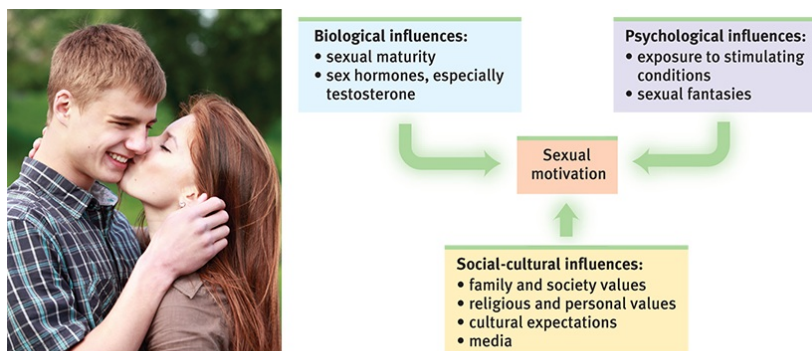 Biological influences:
• sexual maturity
• sex hormones, especially
testosterone
Psychological influences:
• exposure to stimulating
conditions
• sexual fantasies
Sexual
motivation
Social-cultural influences:
• family and society values
• religious and personal values
• cultural expectations
• media